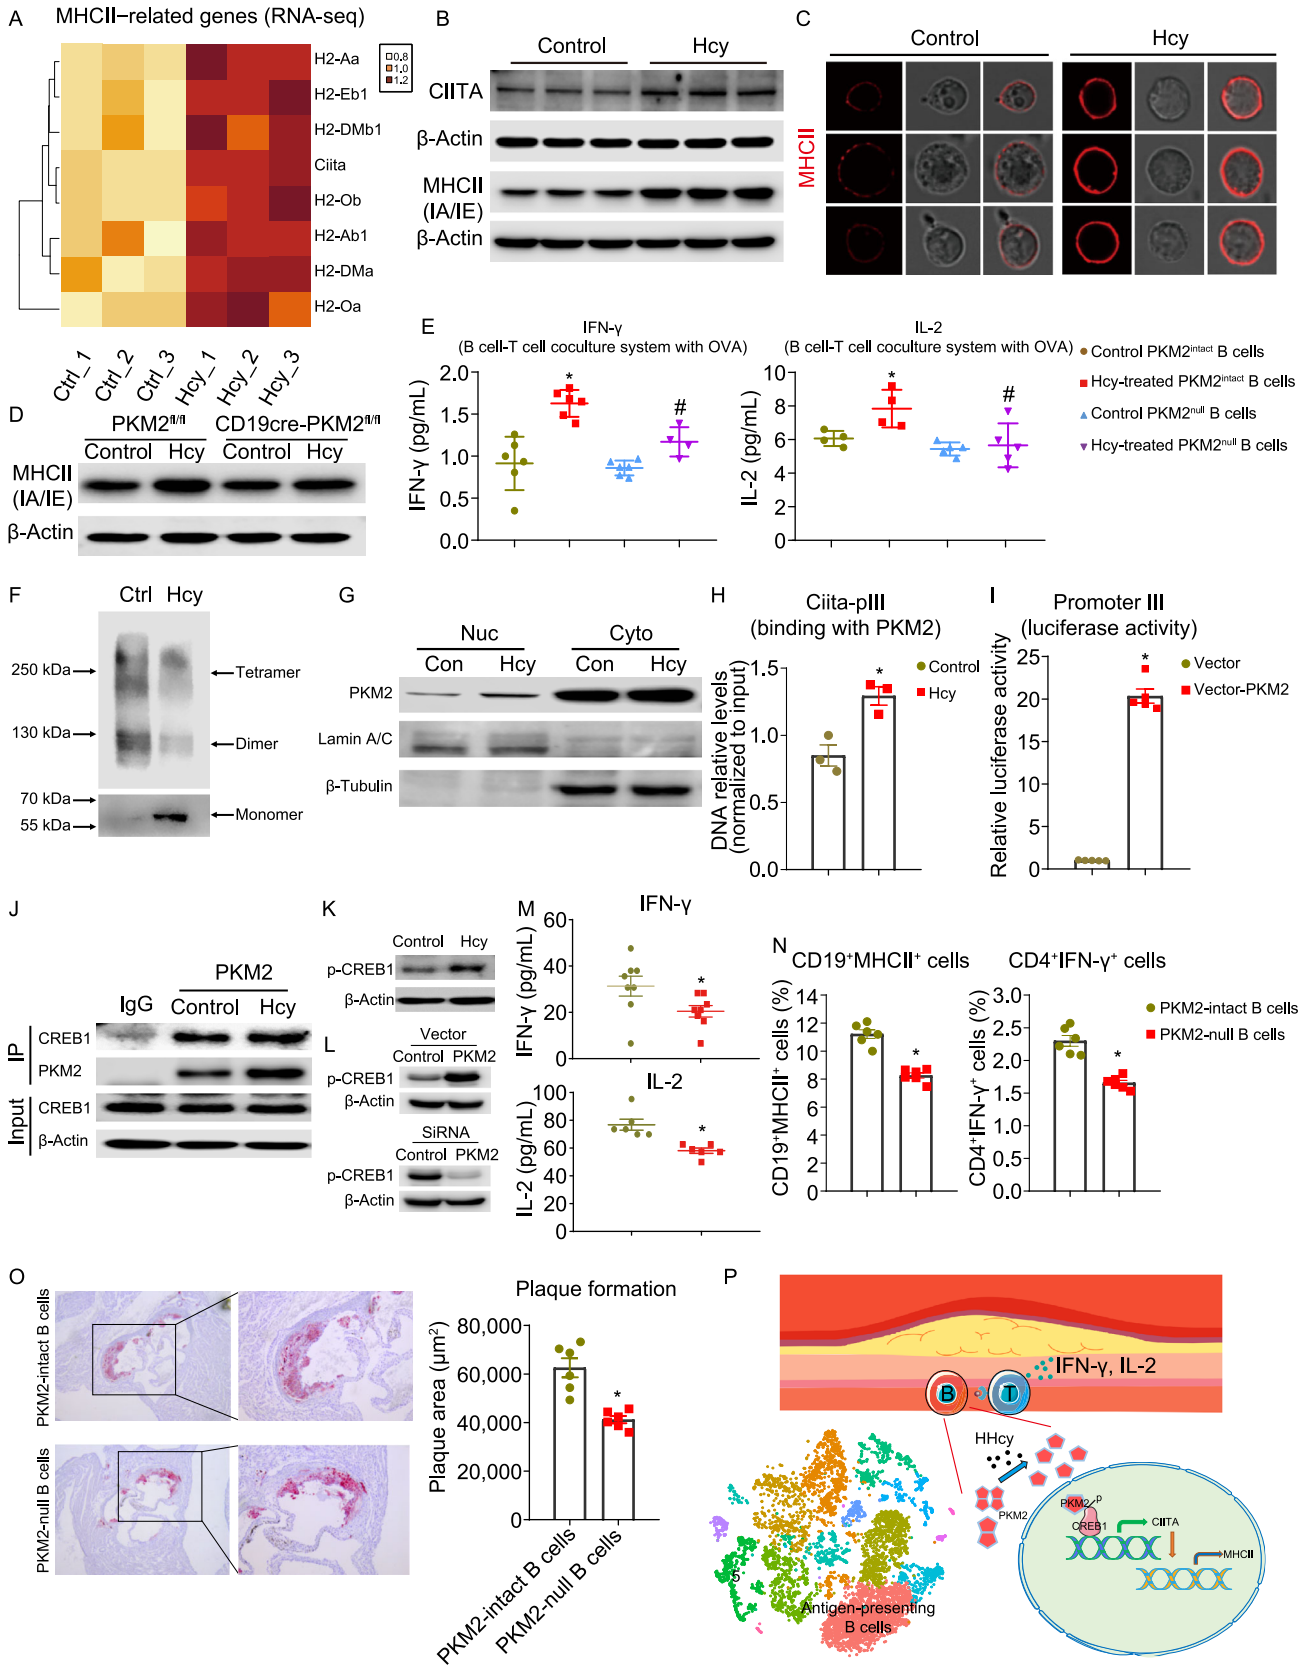 A
MHCII–related genes (RNA-seq)
0.8
1.0
1.2
H2-Aa
H2-Eb1
H2-DMb1
Ciita
H2-Ob
H2-Ab1
H2-DMa
H2-Oa
Ctrl_1
Ctrl_2
Ctrl_3
Hcy_1
Hcy_2
Hcy_3
B
Control Hcy
CIITA
β-Actin
MHCII
(IA/IE)
β-Actin
C
Control Hcy
MHCII
D
PKM2fl/fl CD19cre-PKM2fl/fl
Control Hcy Control Hcy
MHCII
(IA/IE)
β-Actin
E
IFN-γ
(B cell-T cell coculture system with OVA)
IFN-γ (pg/mL)
2.0
1.5
1.0
0.5
0.0
*
#
IL-2
(B cell-T cell coculture system with OVA)
IL-2 (pg/mL)
10
8
6
4
2
0
*
#
Control PKM2intact B cells
Hcy-treated PKM2intact B cells
Control PKM2null B cells
Hcy-treated PKM2null B cells
F
Ctrl Hcy
250 kDa
130 kDa
70 kDa
55 kDa
Tetramer
Dimer
Monomer
G
Nuc Cyto
Con Hcy Con Hcy
PKM2
Lamin A/C
β-Tubulin
H
Ciita-pIII
(binding with PKM2)
DNA relative levels
(normalized to input)
1.5
1.0
0.5
0.0
*
Control
Hcy
I
Promoter III
(luciferase activity)
Relative luciferase activity
25
20
15
10
5
0
*
Vector
Vector-PKM2
J
PKM2
IgG Control Hcy
IP
CREB1
PKM2
Input
CREB1
β-Actin
K
Control Hcy
p-CREB1
β-Actin
L
Vector
Control PKM2
p-CREB1
β-Actin
SiRNA
Control PKM2
p-CREB1
β-Actin
M
IFN-γ
IFN-γ (pg/mL)
60
40
20
0
*
IL-2
IL-2 (pg/mL)
100
80
60
40
20
0
*
N
CD19+MHCII+ cells
CD19+MHCII+ cells (%)
14
12
10
8
6
4
2
0
*
CD4+IFN-γ+ cells
CD4+IFN-γ+ cells (%)
3.0
2.5
2.0
1.5
1.0
0.5
0.0
*
PKM2-intact B cells
PKM2-null B cells
O
PKM2-intact B cells
PKM2-null B cells
Plaque formation
Plaque area (μm2)
80,000
60,000
40,000
20,000
0
*
PKM2-intact B cells
PKM2-null B cells
P
IFN-γ, IL-2
B T
HHcy
PKM2
PKM2 p
CREB1
CIITA
MHCII
5
Antigen-presenting
B cells